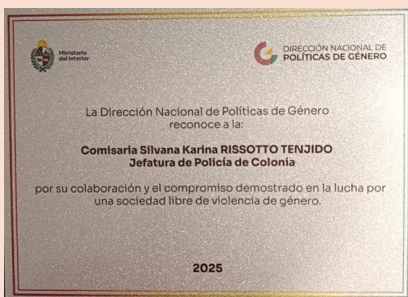 Ministerio
del Interior
DIRECCIÓN NACIONAL DE
POLÍTICAS DE GÉNERO
La Dirección Nacional de Políticas de Género
reconoce a la:
Comisaria Silvana Karina RISSOTTO TENJIDO
Jefatura de Policía de Colonia
por su colaboración y el compromiso demostrado en la lucha por
una sociedad libre de violencia de género.
2025